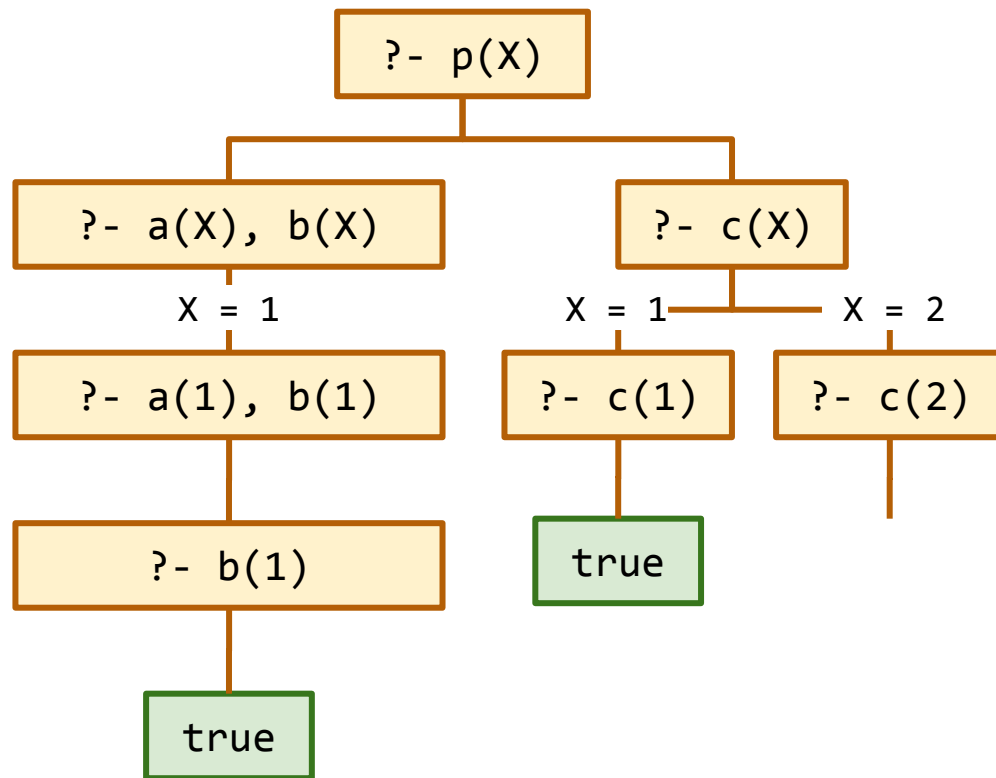 ?- p(X)
?- a(X), b(X)
?- c(X)
X = 1
X = 1
X = 2
?- a(1), b(1)
?- c(1)
?- c(2)
?- b(1)
true
true